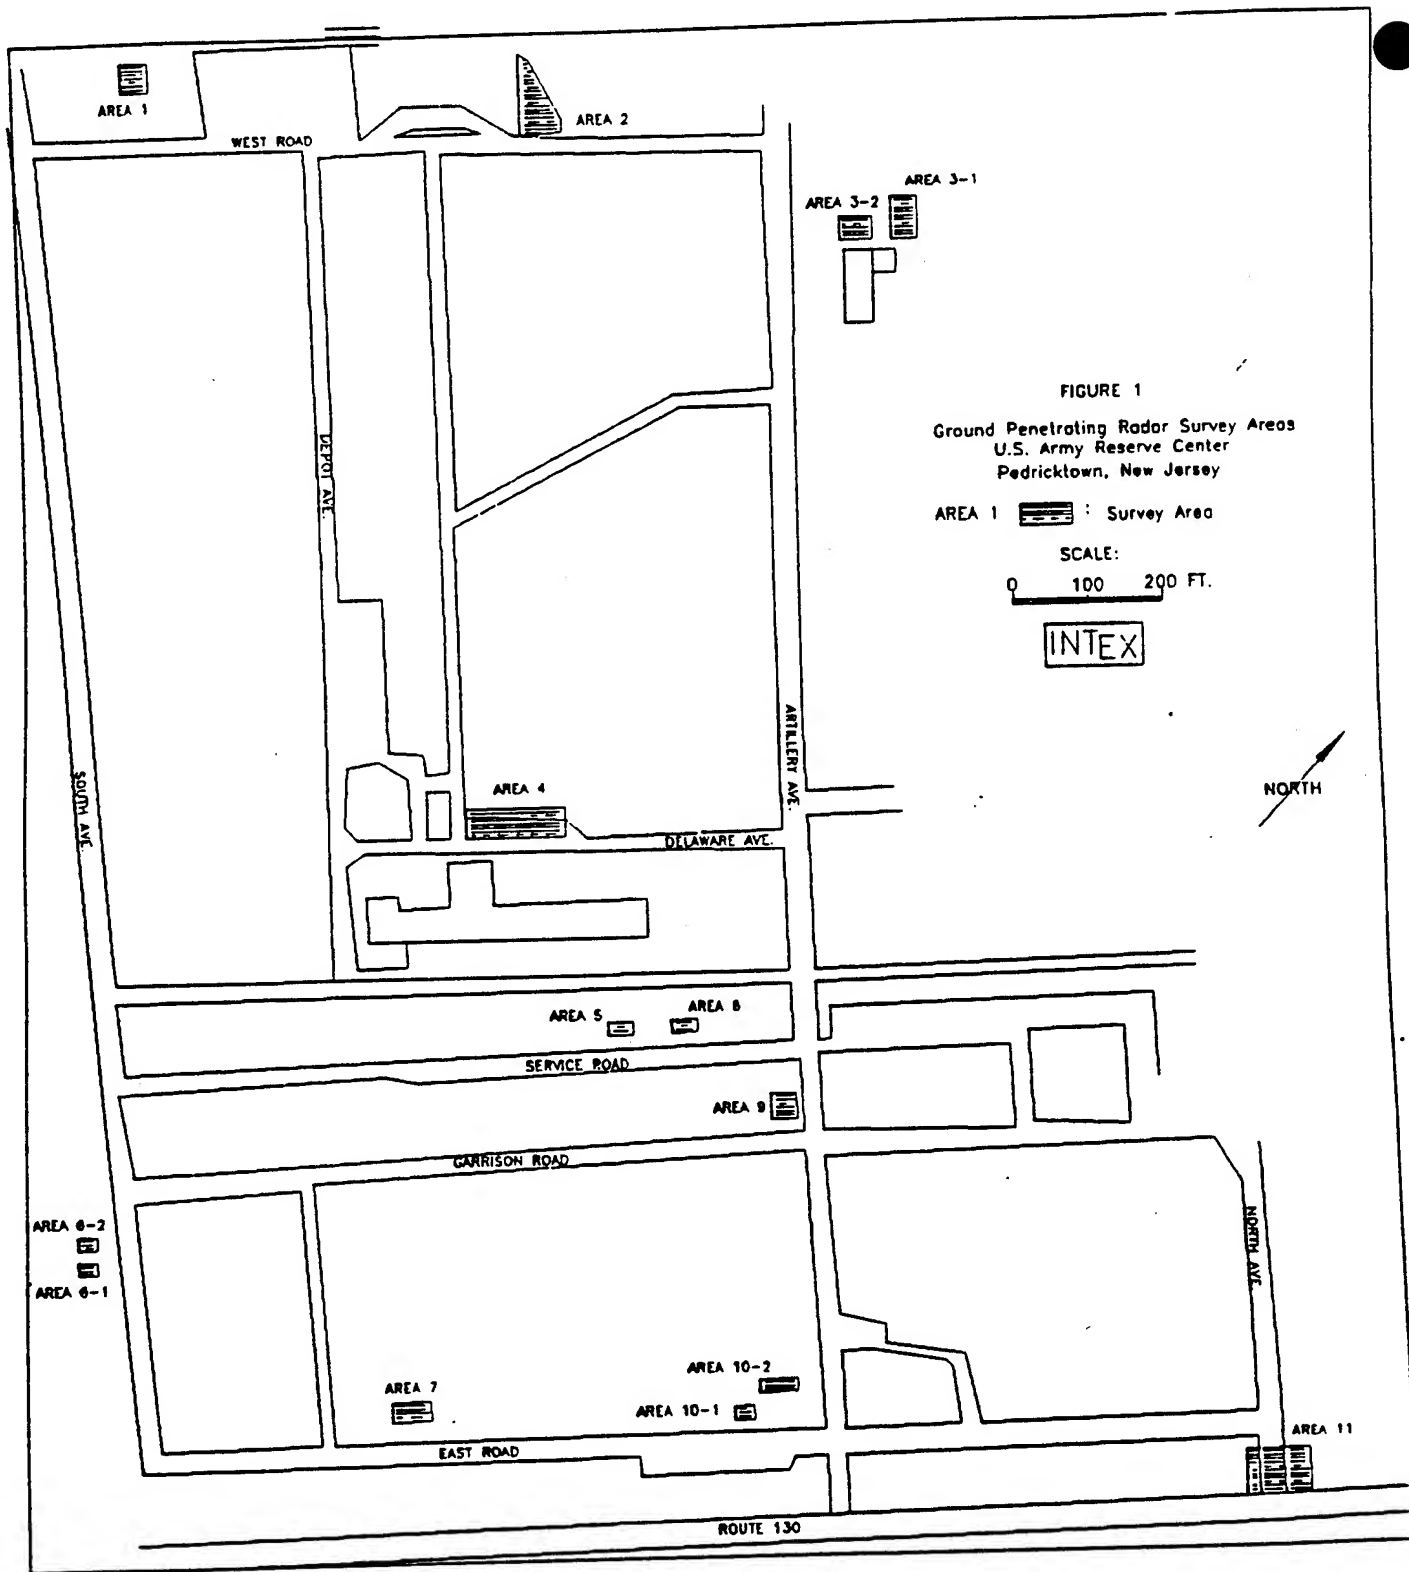 AREA 1
AREA 2
WEST ROAD
AREA 3-1
AREA 3-2
FIGURE 1
Ground Penetrating Radar Survey Areas
U.S. Army Reserve Center
Pedricktown, New Jersey
AREA 1 : Survey Area
SCALE:
0 100 200 FT.
INTEX
DEPOT AVE.
ARTILLERY AVE.
SOUTH AVE.
NORTH
AREA 4
DELAWARE AVE.
AREA 5
AREA 8
SERVICE ROAD
AREA 9
GARRISON ROAD
AREA 6-2
AREA 6-1
NORTH AVE.
AREA 7
AREA 10-2
AREA 10-1
EAST ROAD
AREA 11
ROUTE 130